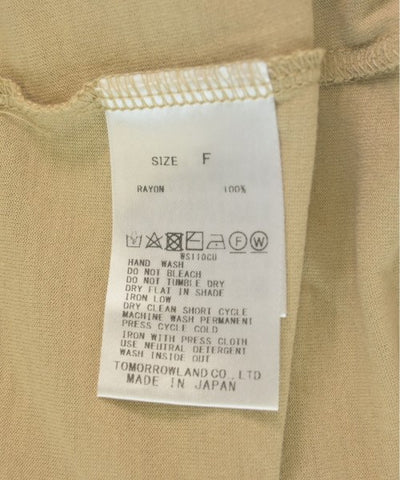 SIZE F
RAYON 100%
F W
WS110CU
HAND WASH
DO NOT BLEACH
DO NOT TUMBLE DRY
DRY FLAT IN SHADE
IRON LOW
DRY CLEAN SHORT CYCLE
MACHINE WASH PERMANENT
PRESS CYCLE COLD
IRON WITH PRESS CLOTH
USE NEUTRAL DETERGENT
WASH INSIDE OUT
TOMORROWLAND CO., LTD
MADE IN JAPAN